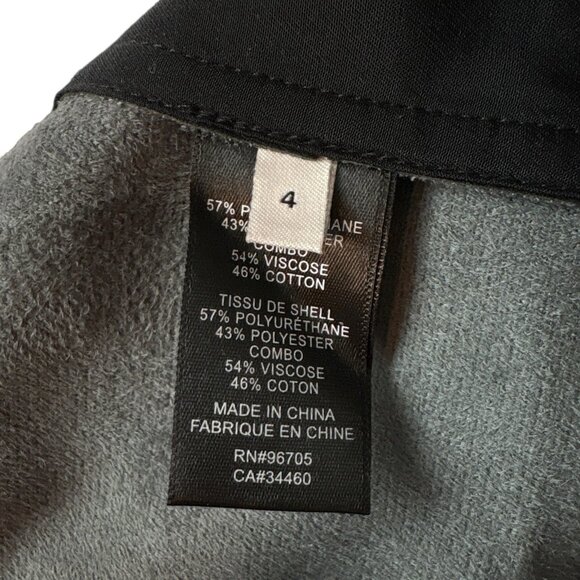 4
57%
43%
COMBO
54% VISCOSE
46% COTTON
TISSU DE SHELL
57% POLYURÉTHANE
43% POLYESTER
COMBO
54% VISCOSE
46% COTON
MADE IN CHINA
FABRIQUE EN CHINE
RN#96705
CA#34460